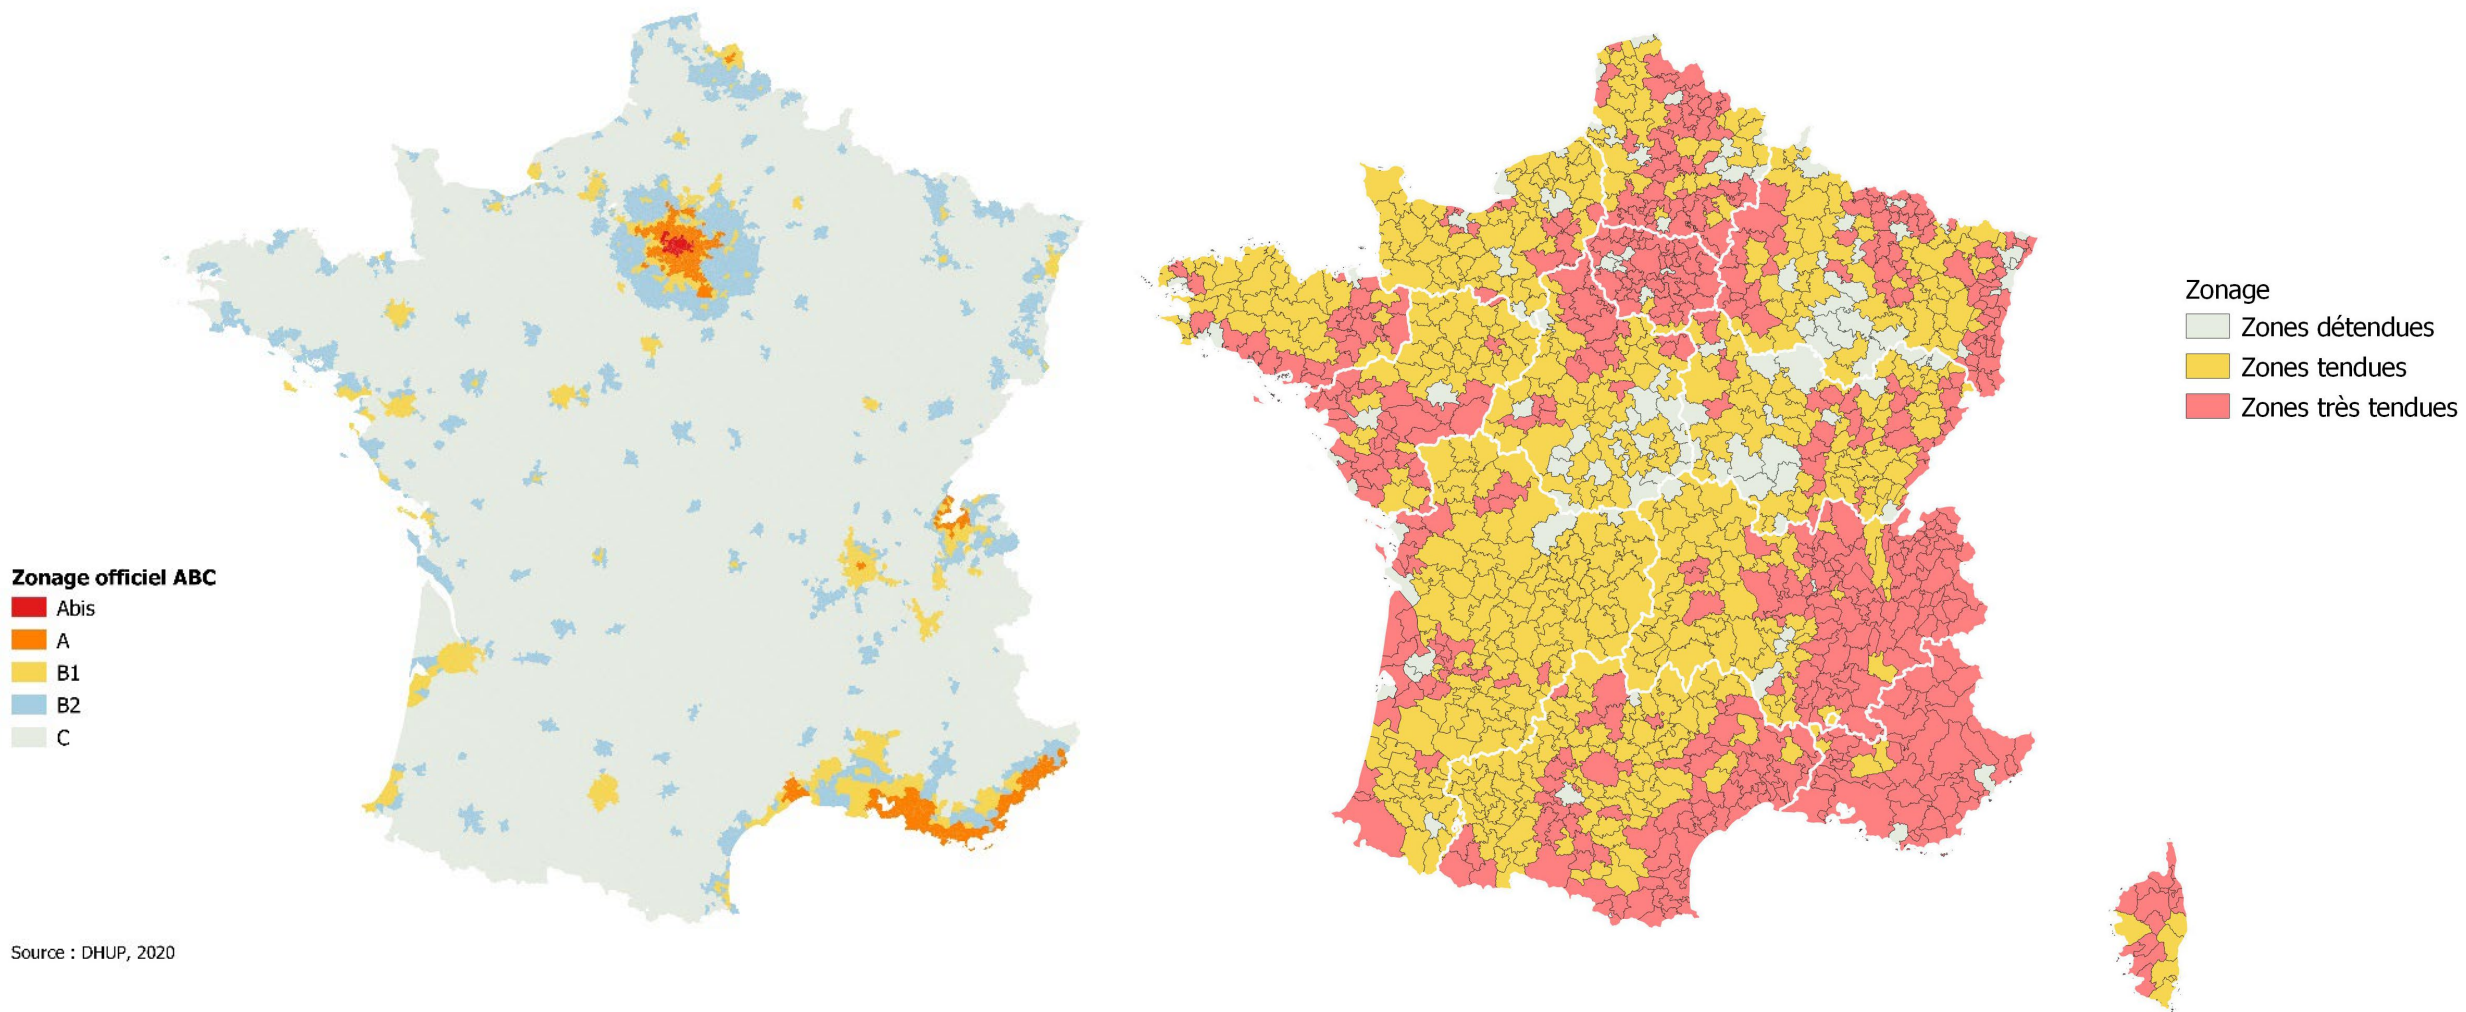 Zonage officiel ABC
Abis
A
B1
B2
C
Source : DHUP, 2020
Zonage
Zones détendues
Zones tendues
Zones très tendues